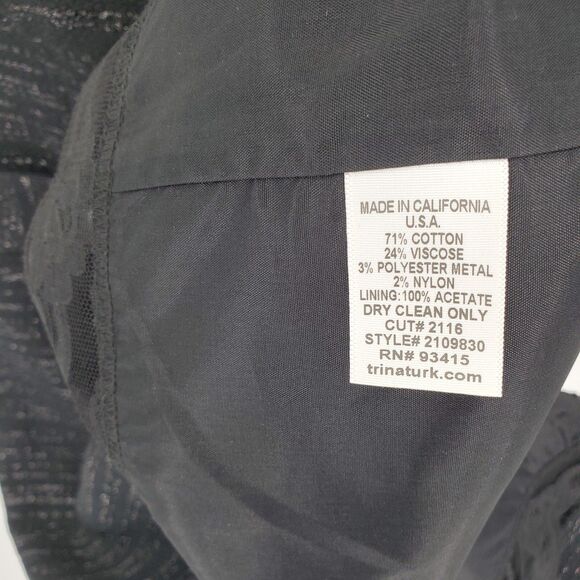 MADE IN CALIFORNIA
U.S.A.
71% COTTON
24% VISCOSE
3% POLYESTER METAL
2% NYLON
LINING:100% ACETATE
DRY CLEAN ONLY
CUT# 2116
STYLE# 2109830
RN# 93415
trinaturk.com